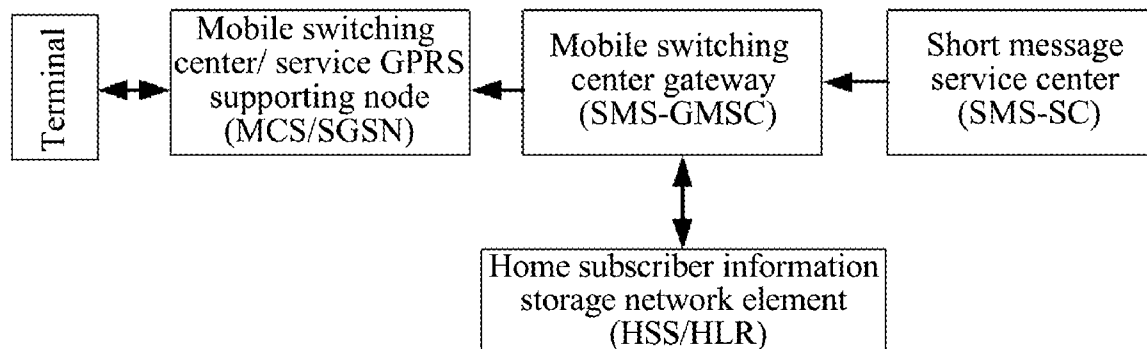 Terminal
Mobile switching
center/ service GPRS
supporting node
(MCS/SGSN)
Mobile switching
center gateway
(SMS-GMSC)
Short message
service center
(SMS-SC)
Home subscriber information
storage network element
(HSS/HLR)